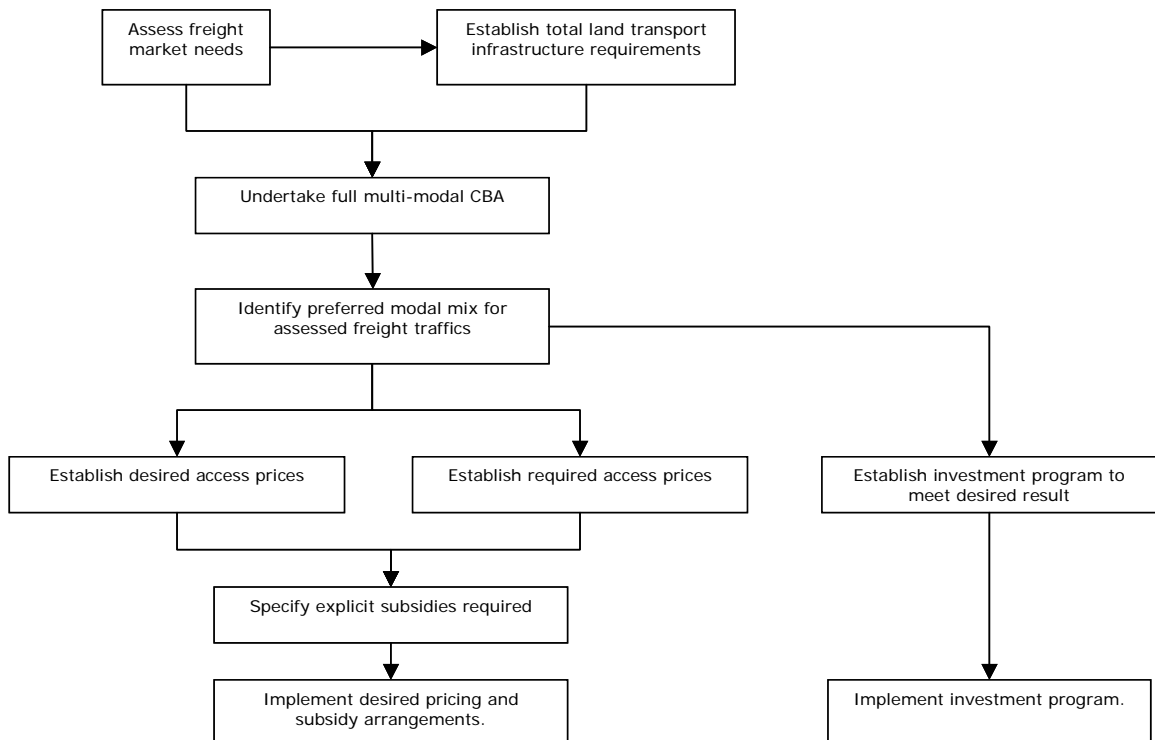 Assess freight
market needs
Establish total land transport
infrastructure requirements
Undertake full multi-modal CBA
Identify preferred modal mix for
assessed freight traffics
Establish desired access prices
Establish required access prices
Establish investment program to
meet desired result
Specify explicit subsidies required
Implement desired pricing and
subsidy arrangements.
Implement investment program.